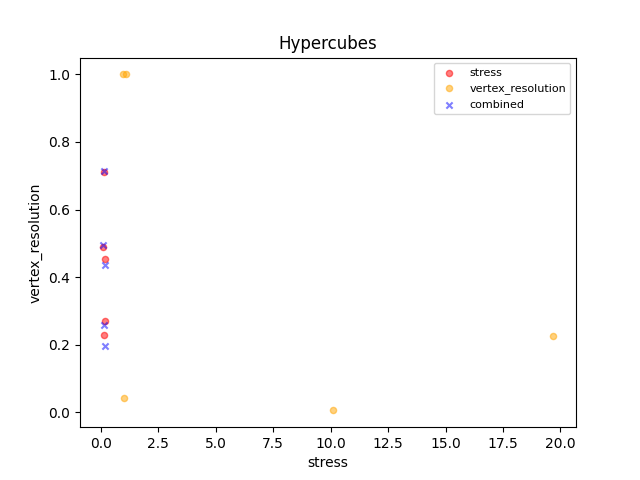 Hypercubes
stress
vertex_resolution
combined
1.0
0.8
0.6
0.4
0.2
0.0
vertex_resolution
0.0 2.5 5.0 7.5 10.0 12.5 15.0 17.5 20.0
stress